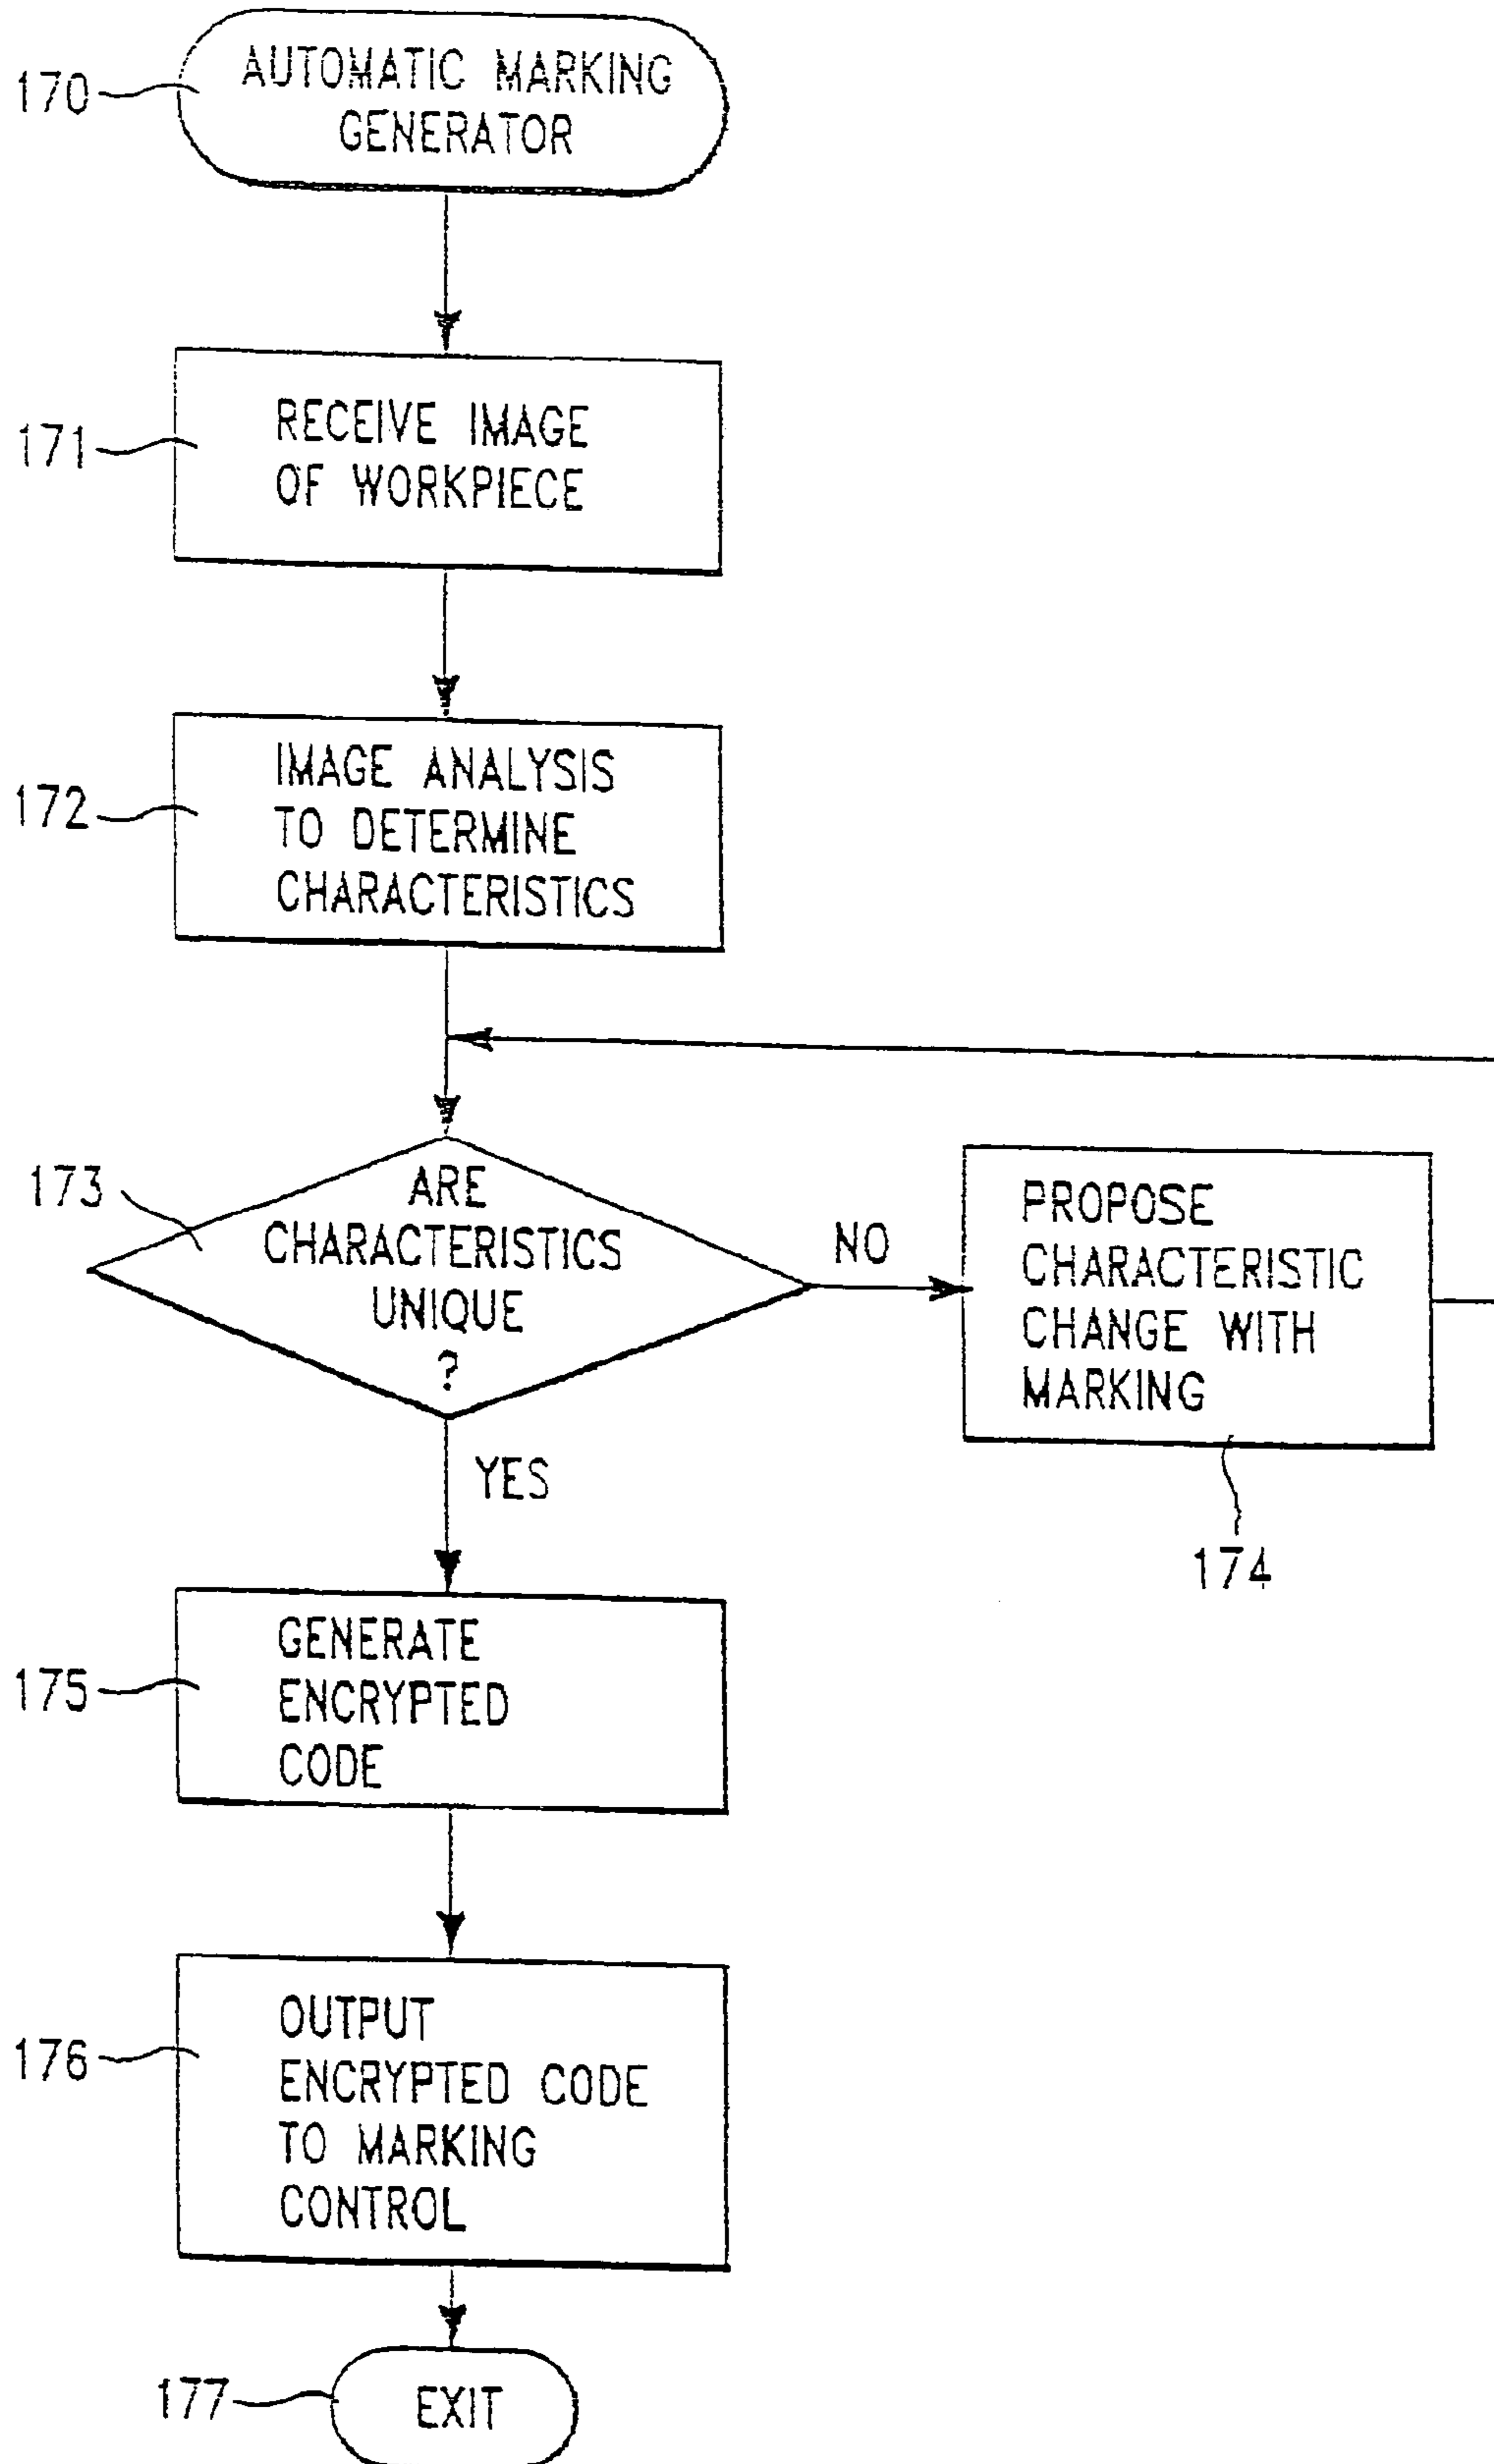 170
AUTOMATIC MARKING
GENERATOR
171
RECEIVE IMAGE
OF WORKPIECE
172
IMAGE ANALYSIS
TO DETERMINE
CHARACTERISTICS
173
ARE
CHARACTERISTICS
UNIQUE
?
NO
PROPOSE
CHARACTERISTIC
CHANGE WITH
MARKING
174
YES
175
GENERATE
ENCRYPTED
CODE
176
OUTPUT
ENCRYPTED CODE
TO MARKING
CONTROL
177
EXIT